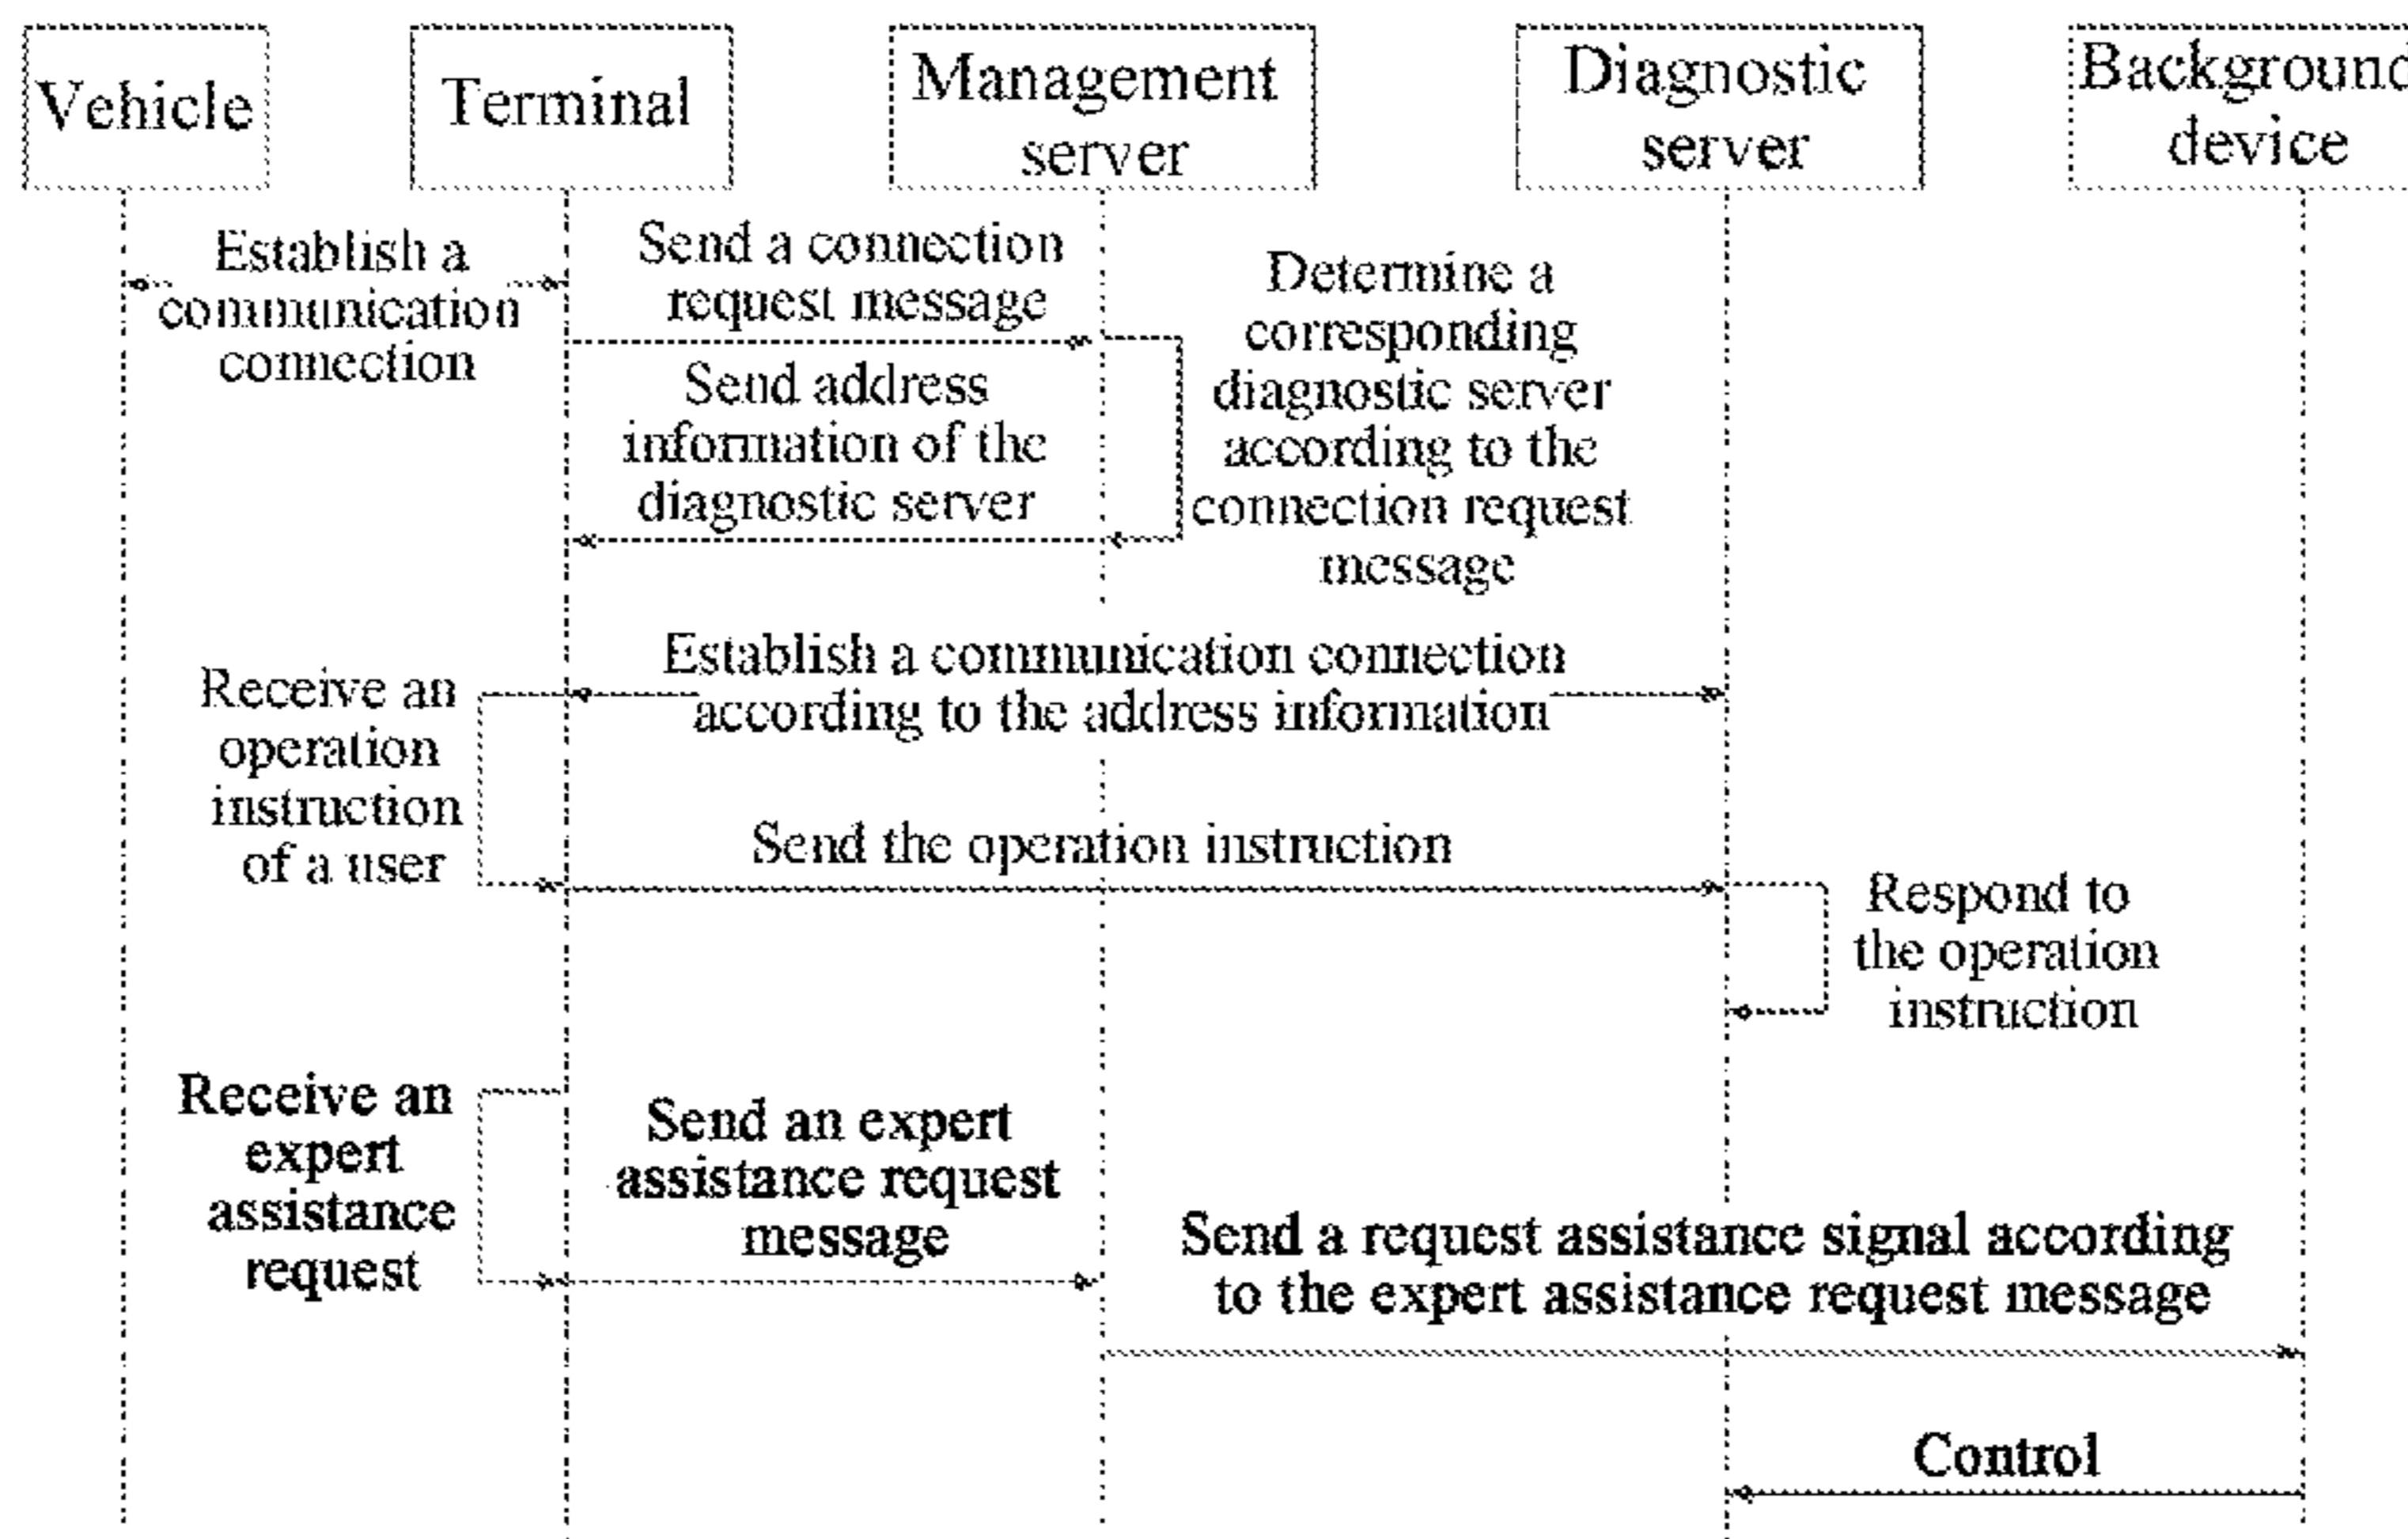 Vehicle
Terminal
Management
server
Diagnostic
server
Background
device
Establish a
communication
connection
Send a connection
request message
Determine a
corresponding
diagnostic server
according to the
connection request
message
Send address
information of the
diagnostic server
Establish a communication connection
according to the address information
Receive an
operation
instruction
of a user
Send the operation instruction
Respond to
the operation
instruction
Receive an
expert
assistance
request
Send an expert
assistance request
message
Send a request assistance signal according
to the expert assistance request message
Control